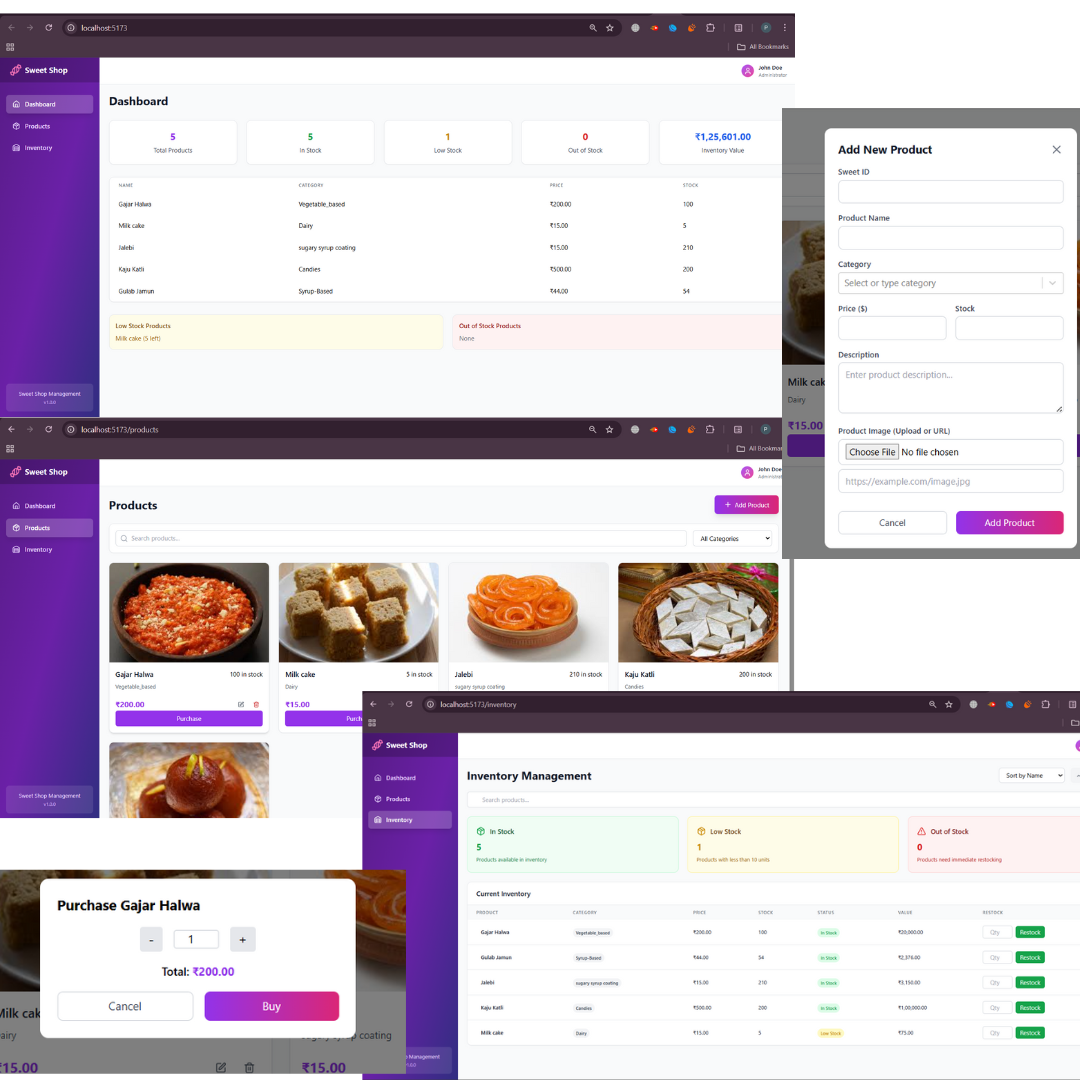 localhost:5173
All Bookmarks
Sweet Shop
John Doe
Administrator
Dashboard
Products
Inventory
Dashboard
5
Total Products
5
In Stock
1
Low Stock
0
Out of Stock
₹1,25,601.00
Inventory Value
NAME CATEGORY PRICE STOCK
Gajar Halwa Vegetable_based ₹200.00 100
Milk cake Dairy ₹15.00 5
Jalebi sugary syrup coating ₹15.00 210
Kaju Katli Candies ₹500.00 200
Gulab Jamun Syrup-Based ₹44.00 54
Low Stock Products
Milk cake (5 left)
Out of Stock Products
None
Sweet Shop Management
v1.0.0
Add New Product
Sweet ID
Product Name
Category
Select or type category
Price ($) Stock
Description
Enter product description...
Product Image (Upload or URL)
Choose File No file chosen
https://example.com/image.jpg
Cancel Add Product
Milk cak
Dairy
₹15.00
localhost:5173/products
All Bookmar
Sweet Shop
John Doe
Administrat
Dashboard
Products
Inventory
Products
+ Add Product
Search products...
All Categories
Gajar Halwa 100 in stock
Vegetable_based
₹200.00
Purchase
Milk cake 5 in stock
Dairy
₹15.00
Purch
Jalebi 210 in stock
sugary syrup coating
Kaju Katli 200 in stock
Candies
Sweet Shop Management
v1.0.0
localhost:5173/inventory
Sweet Shop
Dashboard
Products
Inventory
Inventory Management
Sort by Name
Search products...
In Stock
5
Products available in inventory
Low Stock
1
Products with less than 10 units
Out of Stock
0
Products need immediate restocking
Current Inventory
PRODUCT CATEGORY PRICE STOCK STATUS VALUE RESTOCK
Gajar Halwa Vegetable_based ₹200.00 100 In Stock ₹20,000.00 Qty Restock
Gulab Jamun Syrup-Based ₹44.00 54 In Stock ₹2,376.00 Qty Restock
Jalebi sugary syrup coating ₹15.00 210 In Stock ₹3,150.00 Qty Restock
Kaju Katli Candies ₹500.00 200 In Stock ₹1,00,000.00 Qty Restock
Milk cake Dairy ₹15.00 5 Low Stock ₹75.00 Qty Restock
Management
1.0.0
Purchase Gajar Halwa
- 1 +
Total: ₹200.00
Cancel Buy
Milk cak
airy
₹15.00
up coating
₹15.00